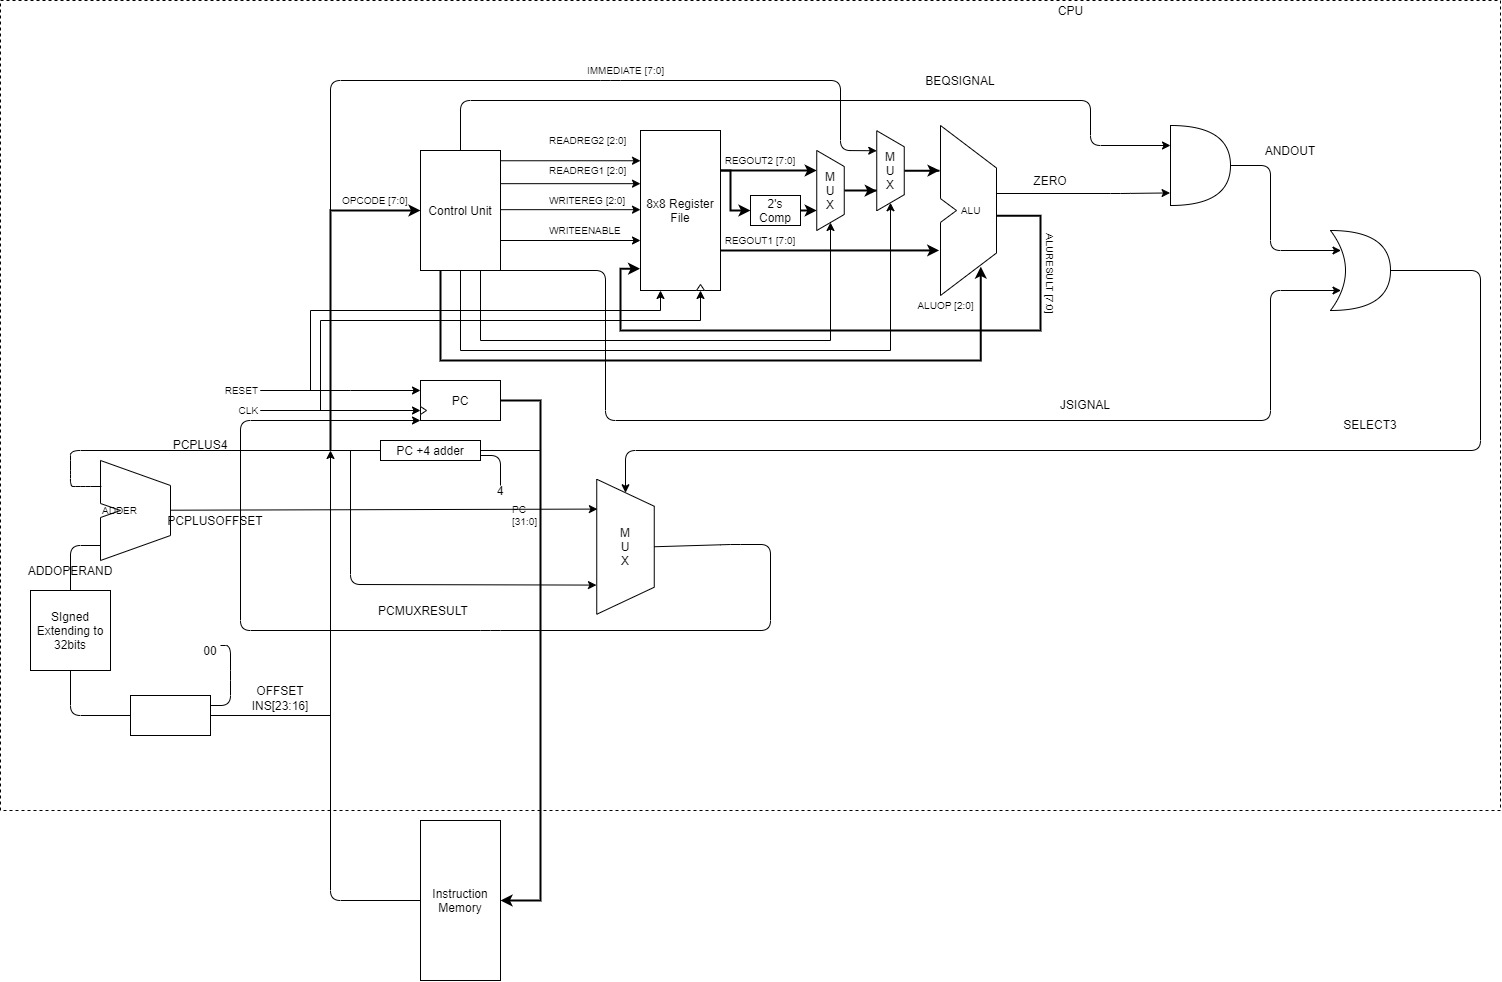 CPU
IMMEDIATE [7:0]
BEQSIGNAL
READREG2 [2:0]
READREG1 [2:0]
WRITEREG [2:0]
WRITEENABLE
OPCODE [7:0]
Control Unit
8x8 Register
File
REGOUT2 [7:0]
2's
Comp
REGOUT1 [7:0]
M
U
X
M
U
X
ALU
ZERO
ANDOUT
ALURESULT [7:0]
ALUOP [2:0]
RESET
CLK
PC
JSIGNAL
SELECT3
PCPLUS4
PC +4 adder
4
ADDER
PCPLUSOFFSET
PC
[31:0]
M
U
X
ADDOPERAND
SIgned
Extending to
32bits
PCMUXRESULT
00
OFFSET
INS[23:16]
Instruction
Memory